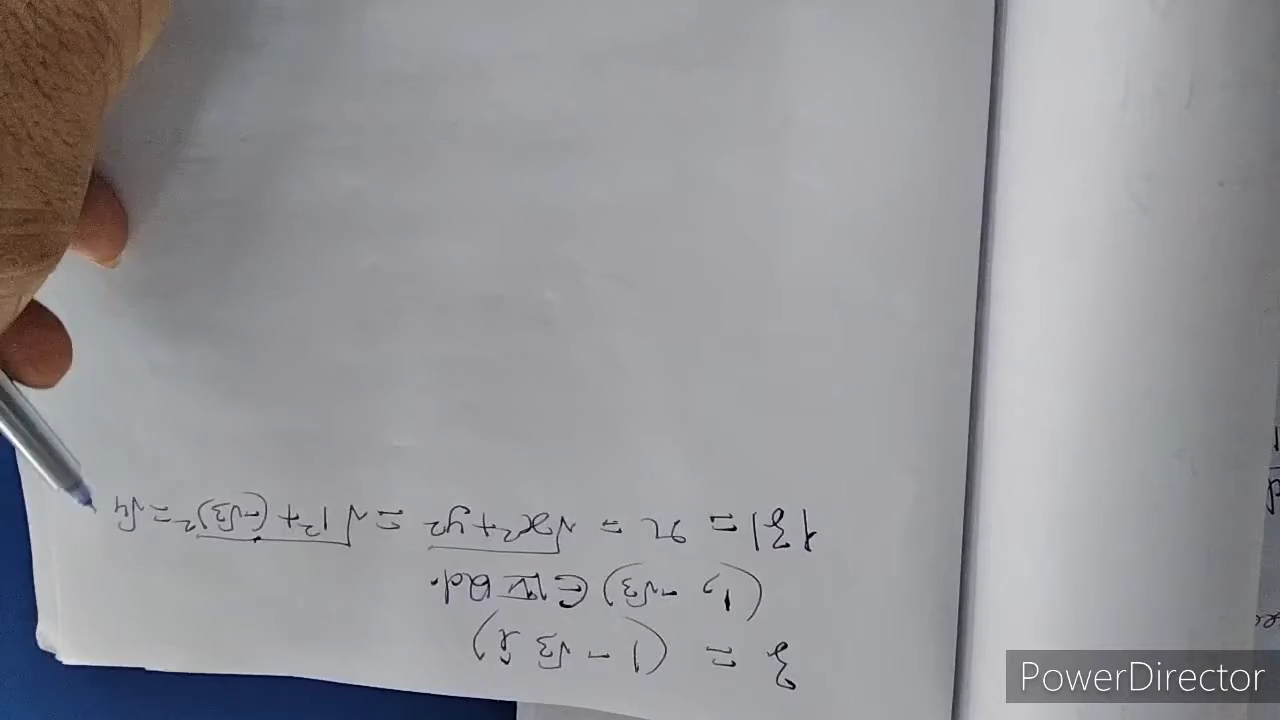 z = (1 - √3 i)
(1, -√3) ∈ IV Qd.
|z| = r = √x²+y² = √1²+(-√3)² = √4
PowerDirector